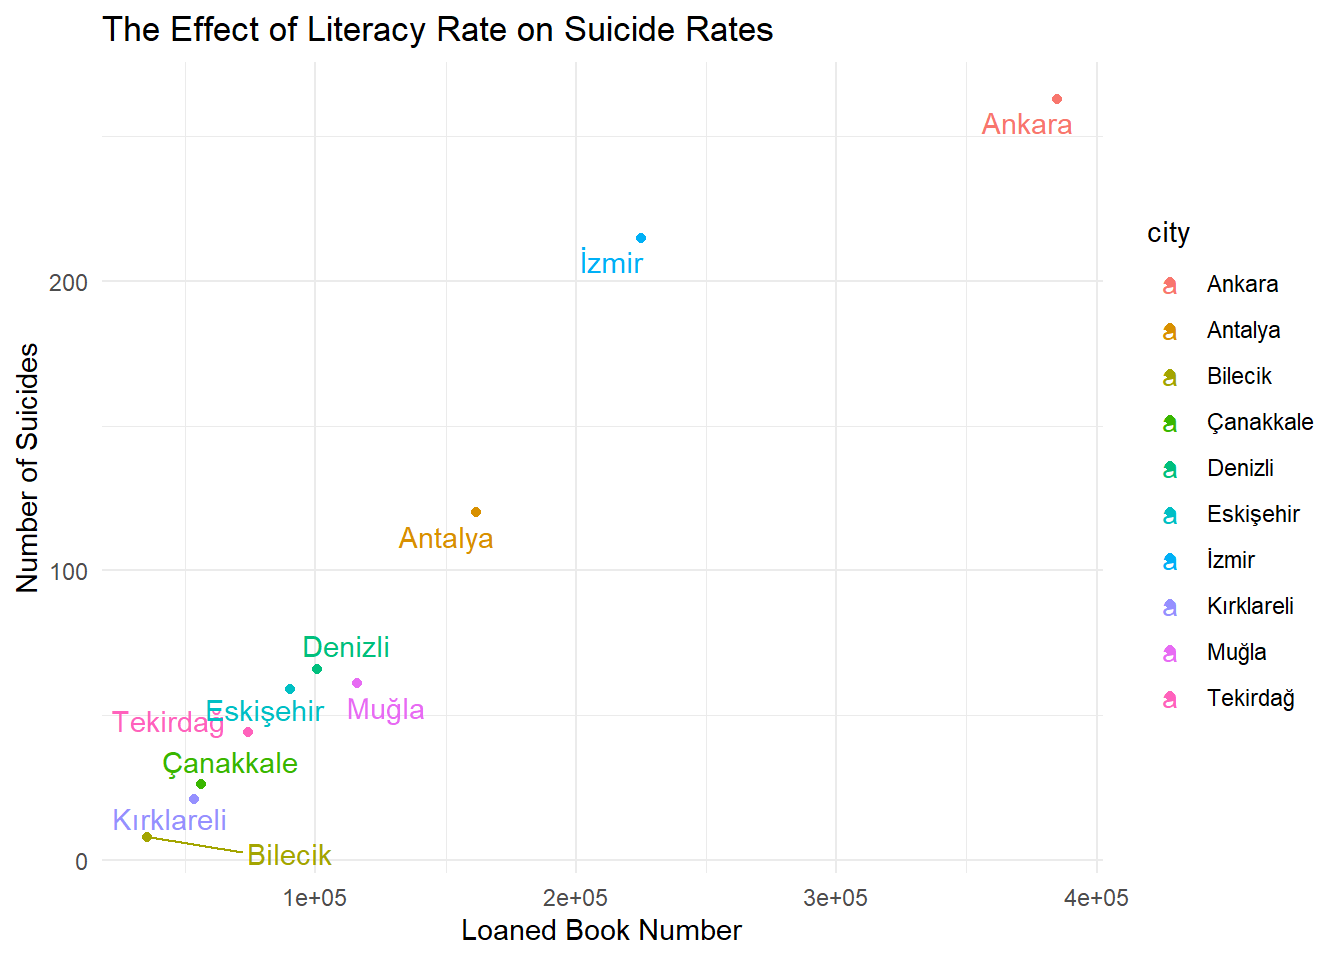 The Effect of Literacy Rate on Suicide Rates
Number of Suicides
200
100
0
Ankara
İzmir
Antalya
Denizli
Muğla
Eskişehir
Tekirdağ
Çanakkale
Kırklareli
Bilecik
1e+05
2e+05
3e+05
4e+05
Loaned Book Number
city
a Ankara
a Antalya
a Bilecik
a Çanakkale
a Denizli
a Eskişehir
a İzmir
a Kırklareli
a Muğla
a Tekirdağ